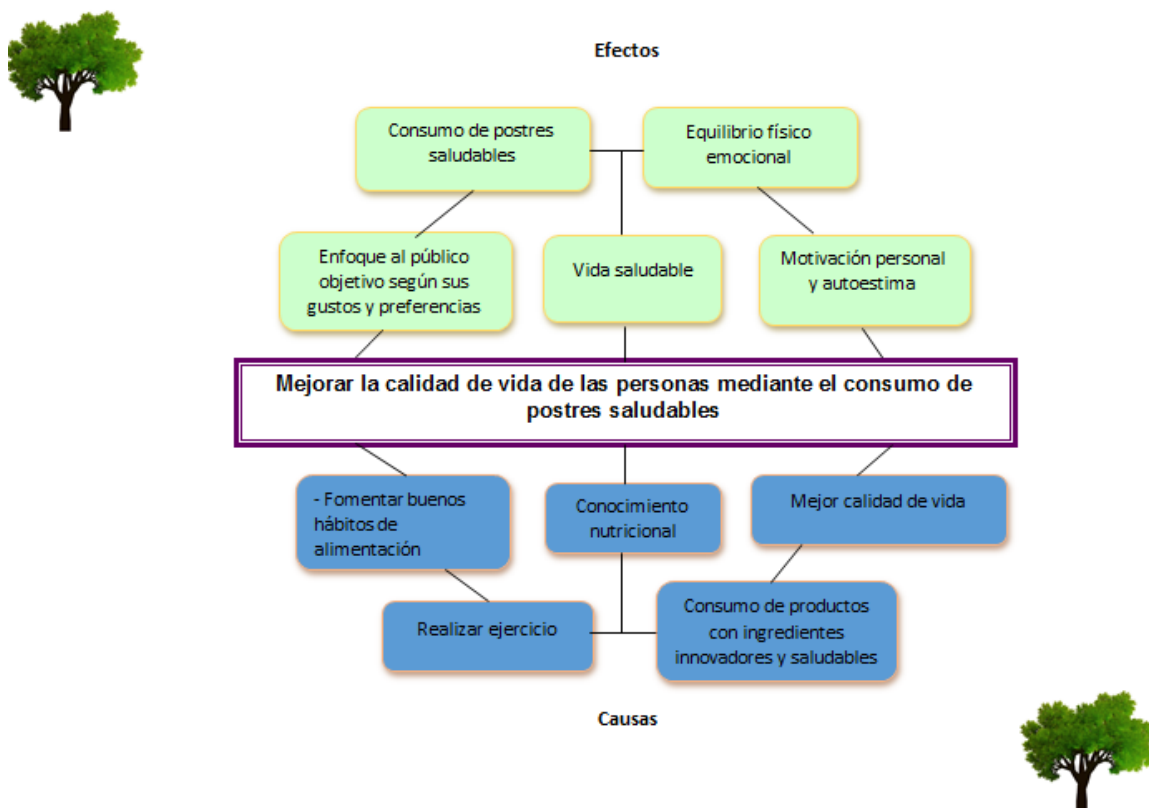 Efectos
Consumo de postres
saludables
Equilibrio físico
emocional
Enfoque al público
objetivo según sus
gustos y preferencias
Vida saludable
Motivación personal
y autoestima
Mejorar la calidad de vida de las personas mediante el consumo de
postres saludables
- Fomentar buenos
hábitos de
alimentación
Conocimiento
nutricional
Mejor calidad de vida
Realizar ejercicio
Consumo de productos
con ingredientes
innovadores y saludables
Causas